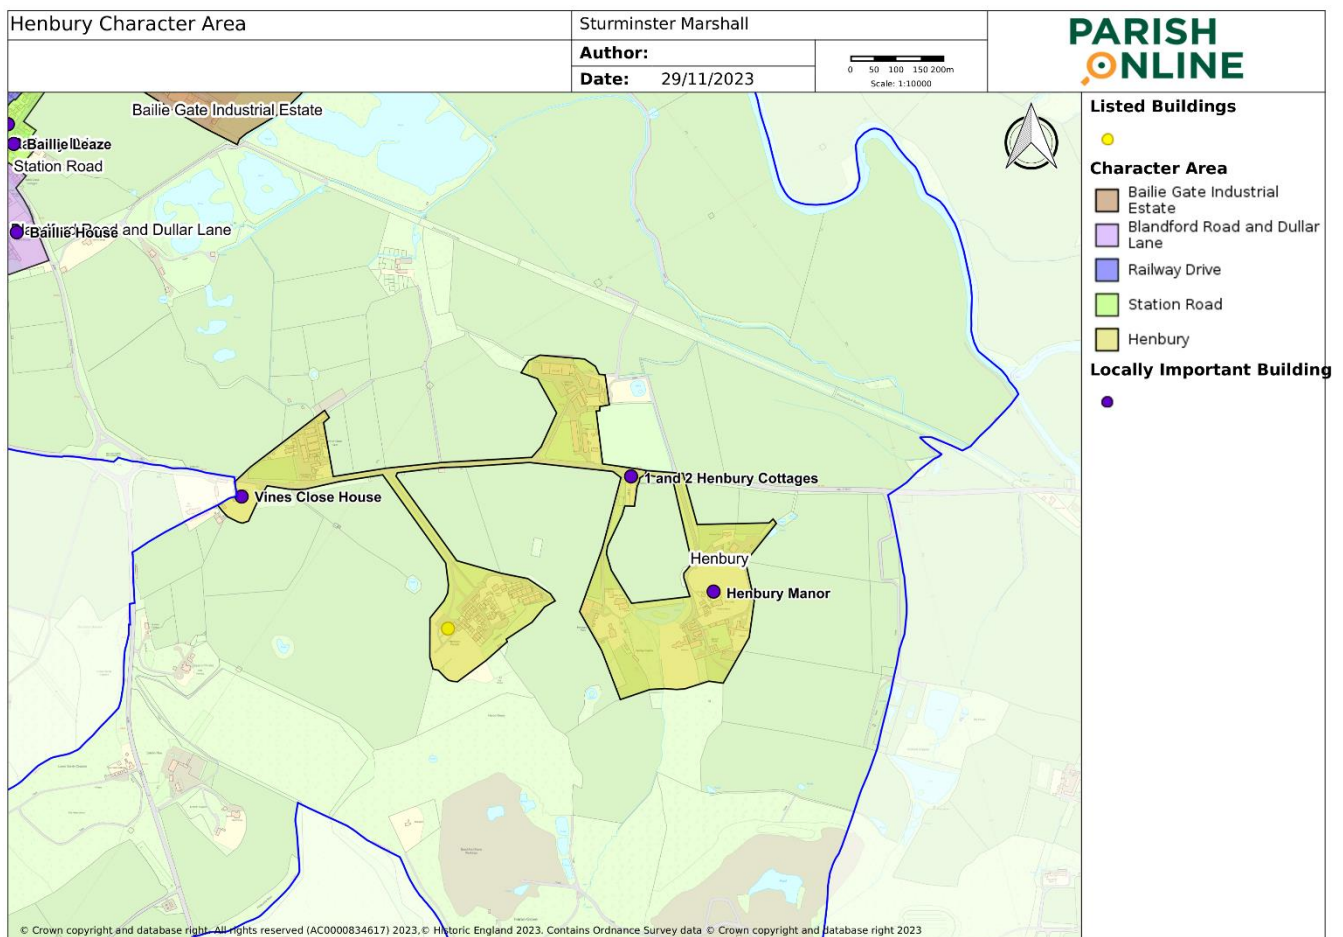 Henbury Character Area
Sturminster Marshall
Author:
Date: 29/11/2023
0 50 100 150 200m
Scale: 1:10000
PARISH
ONLINE
Bailie Gate Industrial Estate
Baillie Leaze
Station Road
Baillie House
and Dullar Lane
1 and 2 Henbury Cottages
Vines Close House
Henbury
Henbury Manor
Listed Buildings
Character Area
Bailie Gate Industrial
Estate
Blandford Road and Dullar
Lane
Railway Drive
Station Road
Henbury
Locally Important Building
© Crown copyright and database right. All rights reserved (AC0000834617) 2023,© Historic England 2023. Contains Ordnance Survey data © Crown copyright and database right 2023